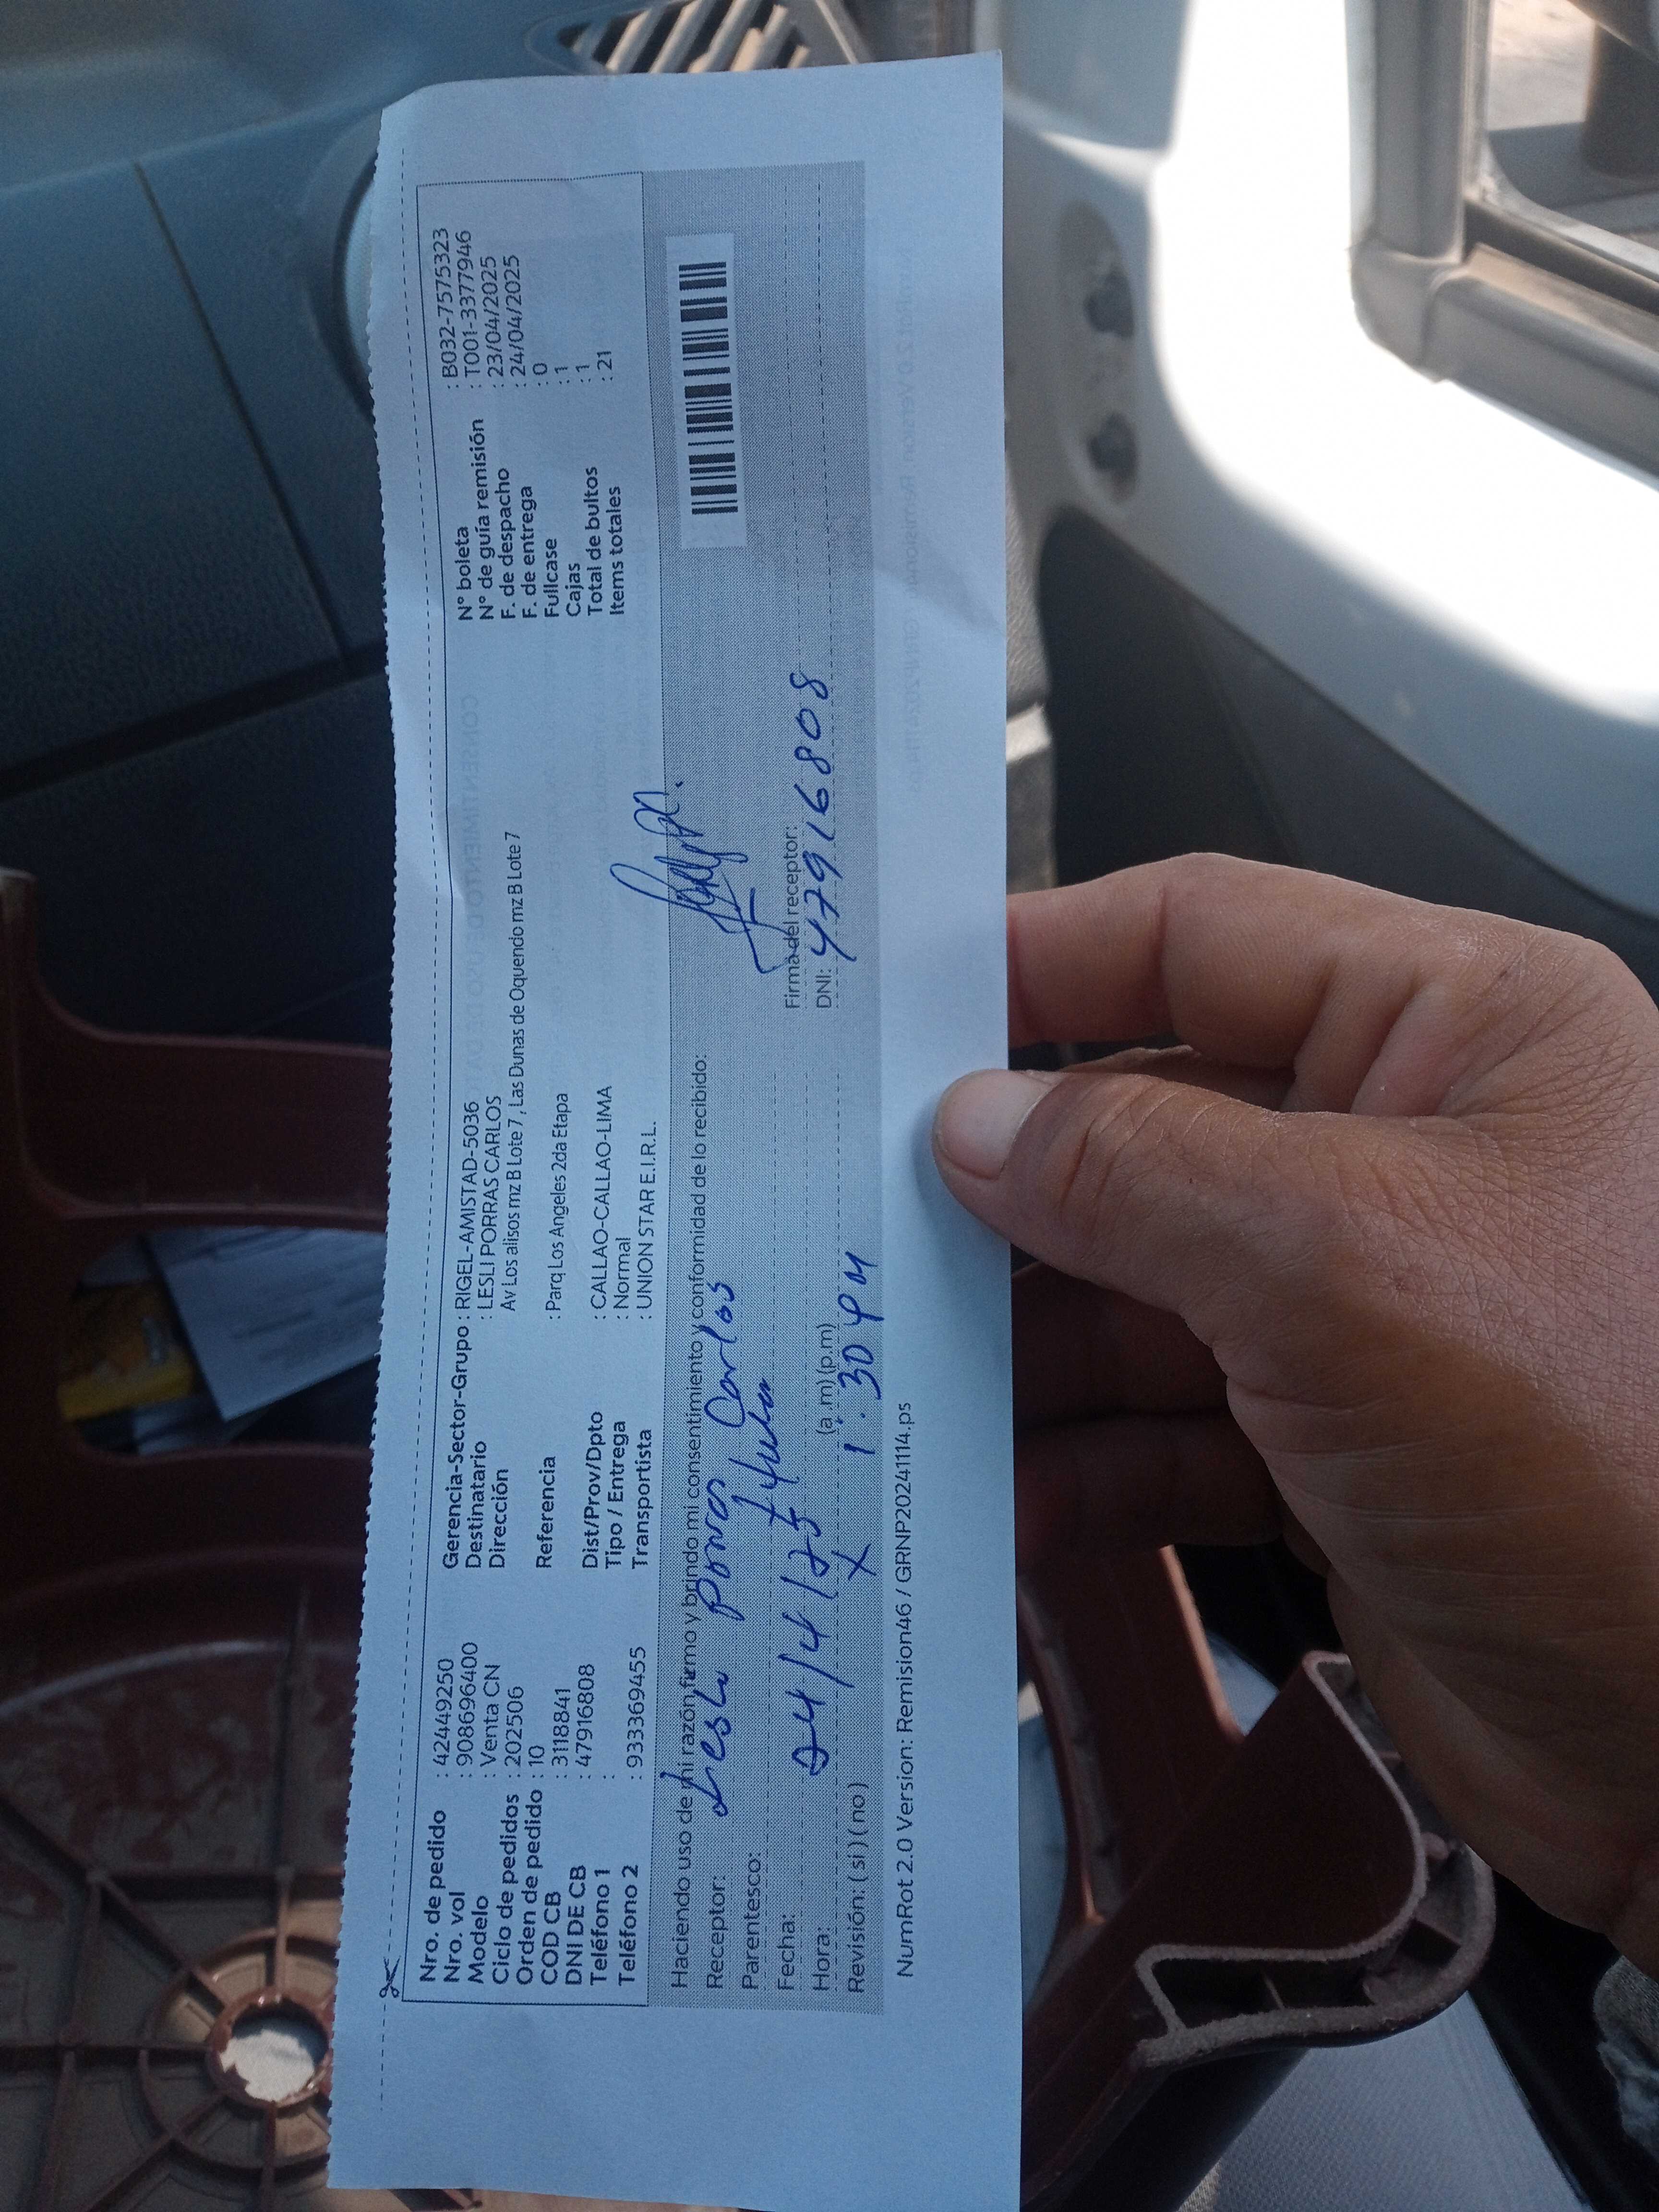 Nro. de pedido : 42449250
Nro. vol : 908696400
Modelo : Venta CN
Ciclo de pedidos : 202506
Orden de pedido : 10
COD CB : 3118841
DNI DE CB : 47916808
Teléfono 1 :
Teléfono 2 : 933369455
Gerencia-Sector-Grupo : RIGEL-AMISTAD-5036
Destinatario : LESLI PORRAS CARLOS
Dirección Av Los alisos mz B Lote 7 , Las Dunas de Oquendo mz B Lote 7
Referencia : Parq Los Angeles 2da Etapa
Dist/Prov/Dpto : CALLAO-CALLAO-LIMA
Tipo / Entrega : Normal
Transportista : UNION STAR E.I.R.L.
N° boleta : B032-7575323
N° de guía remisión : T001-3377946
F. de despacho : 23/04/2025
F. de entrega : 24/04/2025
Fullcase : 0
Cajas : 1
Total de bultos : 1
Items totales : 21
Haciendo uso de mi razón firmo y brindo mi consentimiento y conformidad de lo recibido:
Receptor: Lesli Porras Carlos
Parentesco: Titular
Fecha: 24/4/25
Hora: (a .m) (p.m)
Revisión: ( si ) ( no ) X 1:30 PM
Firma del receptor:
DNI: 47916808
NumRot 2.0 Version: Remision46 / GRNP20241114.ps